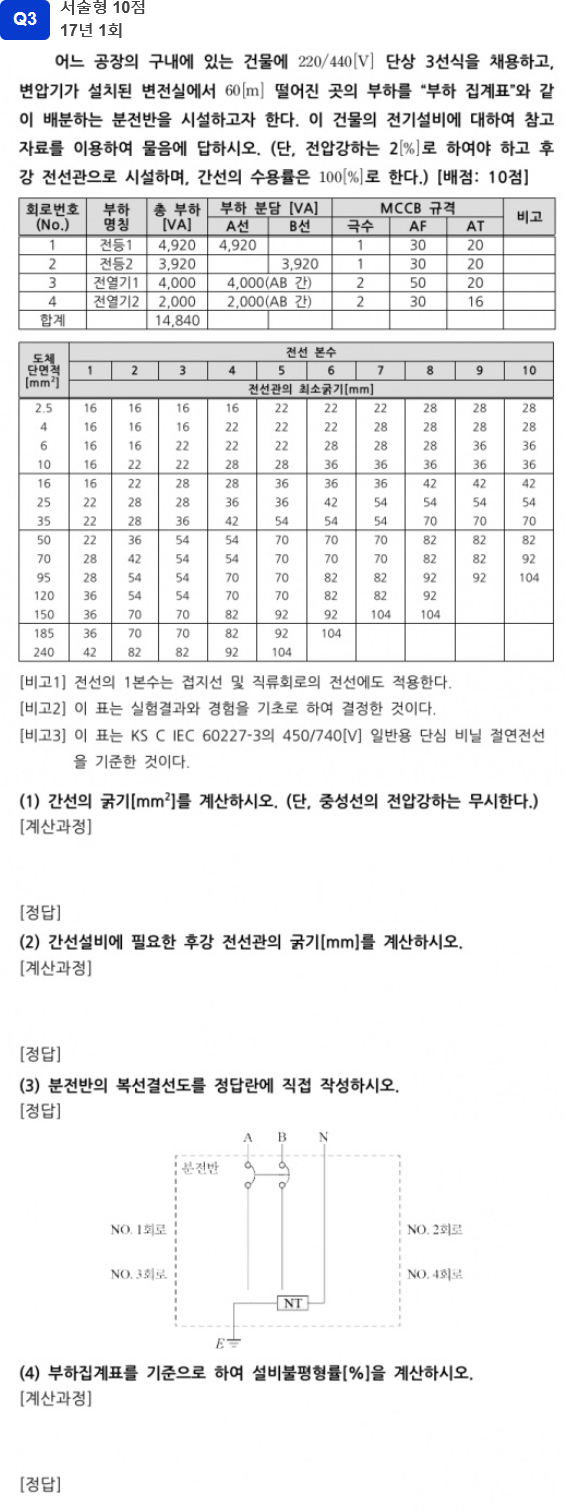 Q3
서술형 10점
17년 1회
어느 공장의 구내에 있는 건물에 220/440[V] 단상 3선식을 채용하고,
변압기가 설치된 변전실에서 60[m] 떨어진 곳의 부하를 “부하 집계표”와 같
이 배분하는 분전반을 시설하고자 한다. 이 건물의 전기설비에 대하여 참고
자료를 이용하여 물음에 답하시오. (단, 전압강하는 2[%]로 하여야 하고 후
강 전선관으로 시설하며, 간선의 수용률은 100[%]로 한다.) [배점: 10점]
회로번호 (No.) 부하 명칭 총 부하 [VA] 부하 분담 [VA] MCCB 규격 비고
A선 B선 극수 AF AT
1 전등1 4,920 4,920 1 30 20
2 전등2 3,920 3,920 1 30 20
3 전열기1 4,000 4,000(AB 간) 2 50 20
4 전열기2 2,000 2,000(AB 간) 2 30 16
합계 14,840
도체 단면적 [mm²] 전선 본수
1 2 3 4 5 6 7 8 9 10
전선관의 최소굵기[mm]
2.5 16 16 16 16 22 22 22 28 28 28
4 16 16 16 22 22 22 28 28 28 28
6 16 16 22 22 22 28 28 28 36 36
10 16 22 22 28 28 36 36 36 36 36
16 16 22 28 28 36 36 36 42 42 42
25 22 28 28 36 36 42 54 54 54 54
35 22 28 36 42 54 54 54 70 70 70
50 22 36 54 54 70 70 70 82 82 82
70 28 42 54 54 70 70 70 82 82 92
95 28 54 54 70 70 82 82 92 92 104
120 36 54 54 70 70 82 82 92
150 36 70 70 82 92 92 104 104
185 36 70 70 82 92 104
240 42 82 82 92 104
[비고1] 전선의 1본수는 접지선 및 직류회로의 전선에도 적용한다.
[비고2] 이 표는 실험결과와 경험을 기초로 하여 결정한 것이다.
[비고3] 이 표는 KS C IEC 60227-3의 450/740[V] 일반용 단심 비닐 절연전선
을 기준한 것이다.
(1) 간선의 굵기[mm²]를 계산하시오. (단, 중성선의 전압강하는 무시한다.)
[계산과정]
[정답]
(2) 간선설비에 필요한 후강 전선관의 굵기[mm]를 계산하시오.
[계산과정]
[정답]
(3) 분전반의 복선결선도를 정답란에 직접 작성하시오.
[정답]
A B N
분전반
NO. 1회로 NO. 2회로
NO. 3회로 NO. 4회로
NT
E
(4) 부하집계표를 기준으로 하여 설비불평형률[%]을 계산하시오.
[계산과정]
[정답]